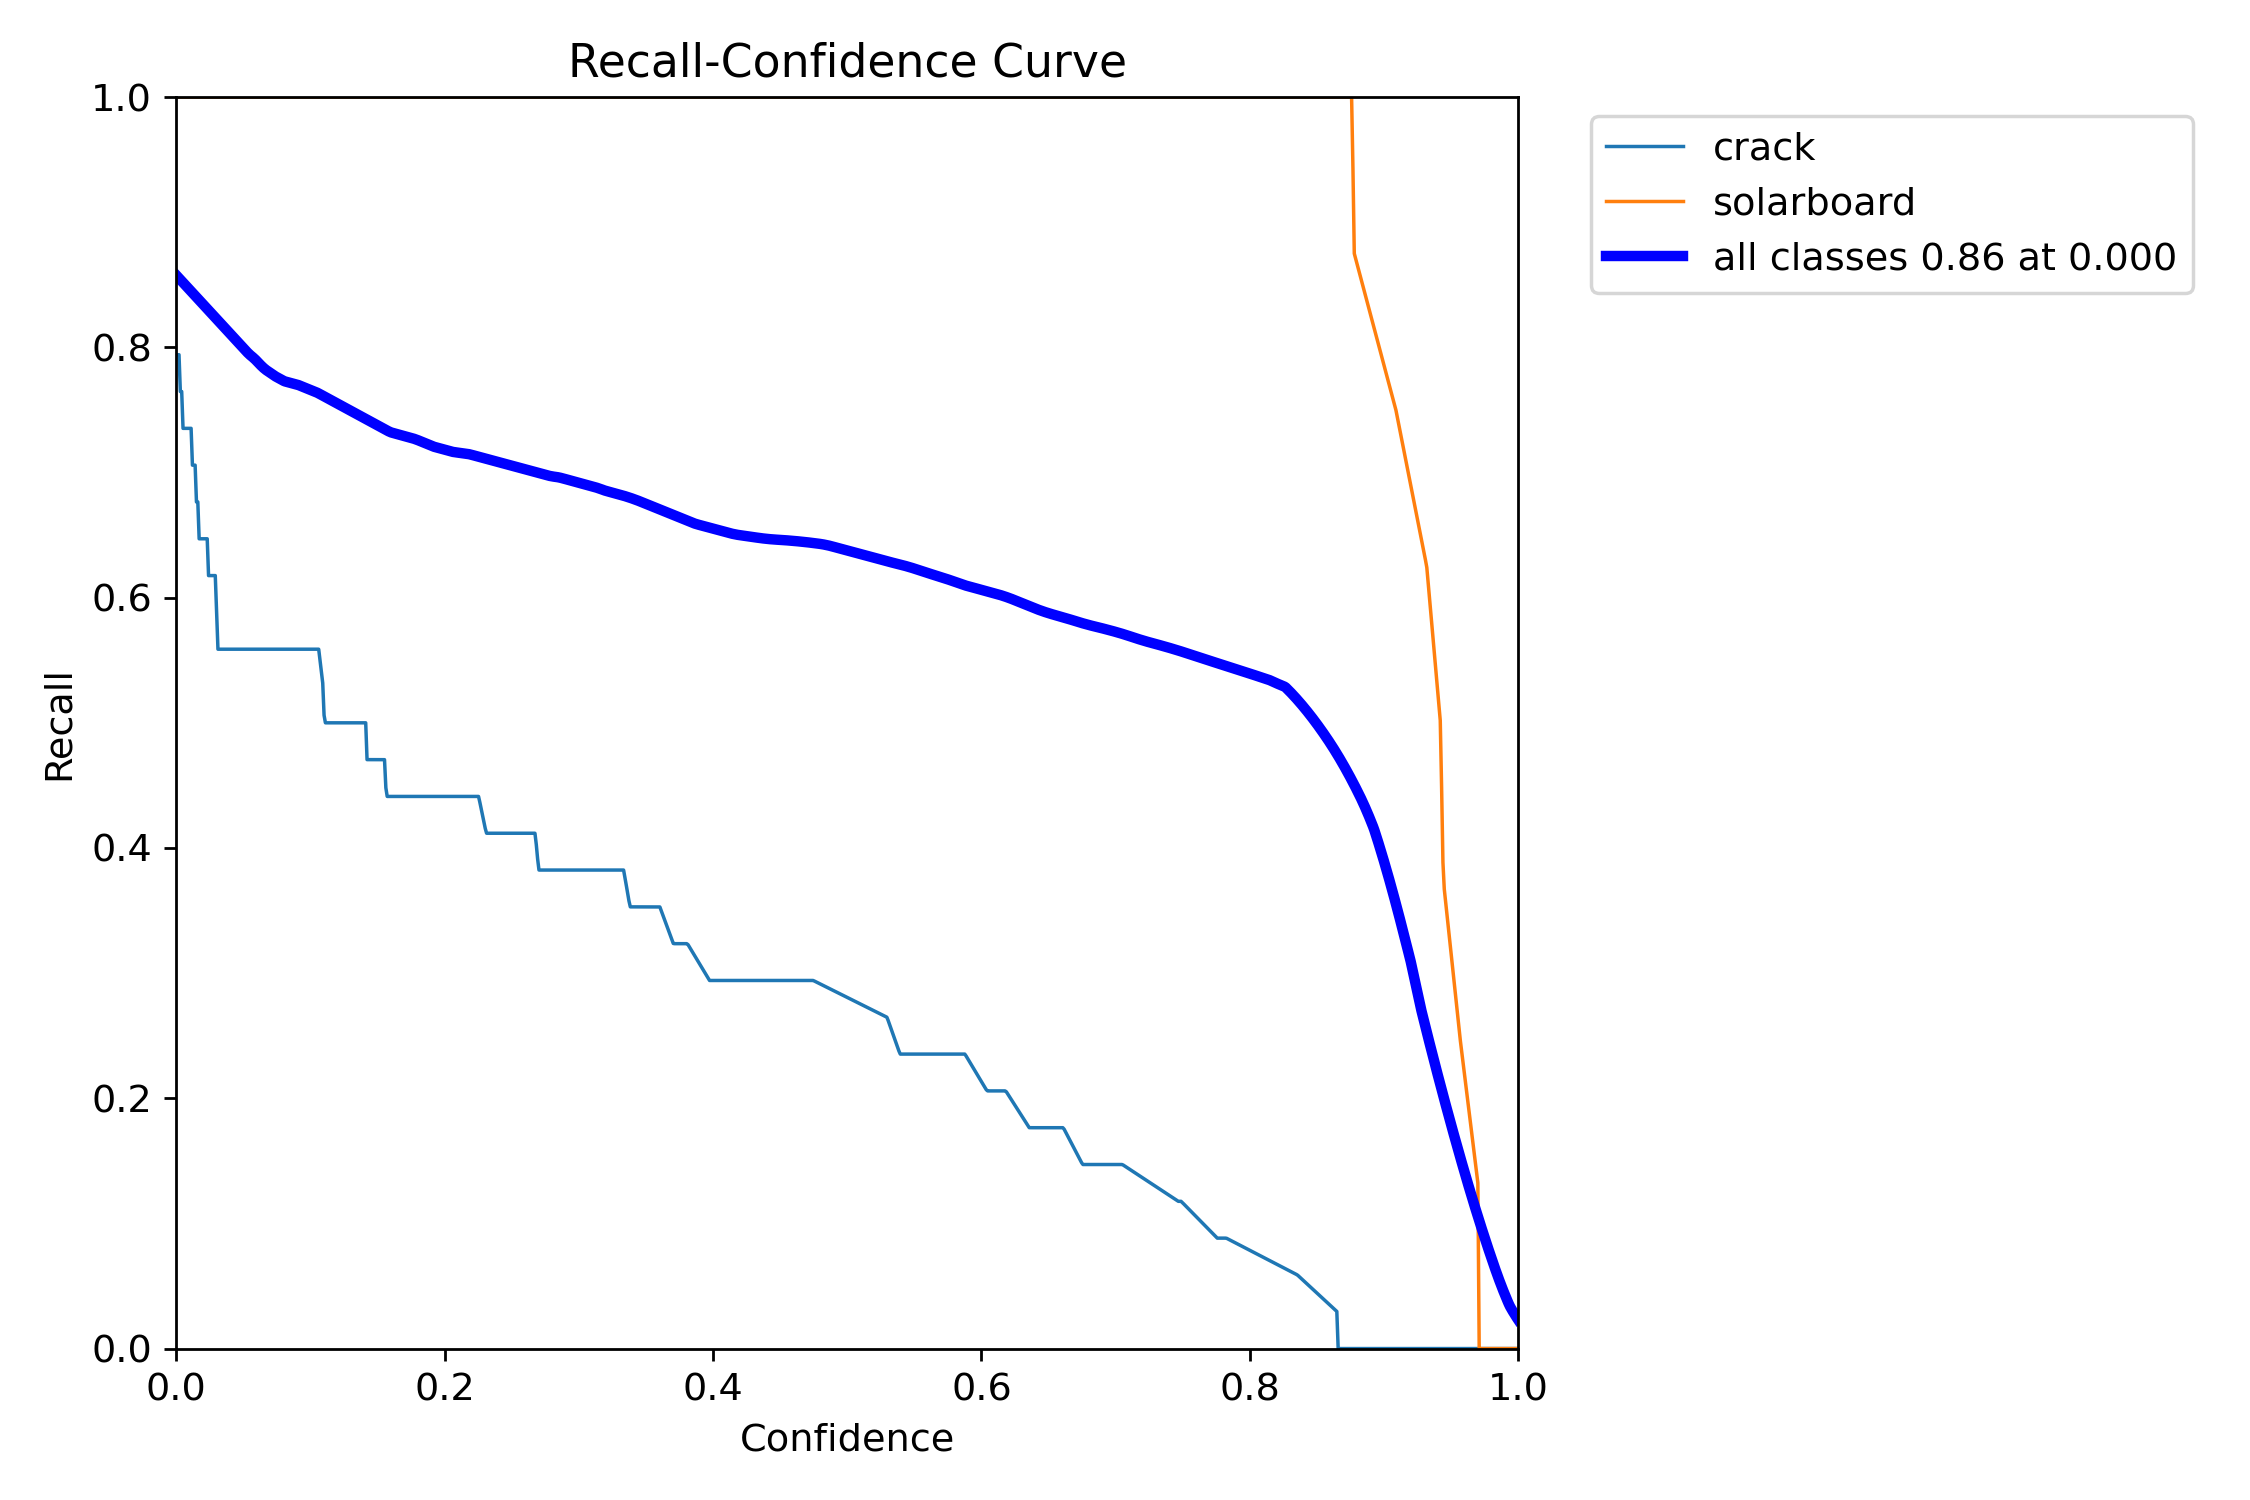 Recall-Confidence Curve
1.0
0.8
0.6
0.4
0.2
0.0
Recall
0.0 0.2 0.4 0.6 0.8 1.0
Confidence
crack
solarboard
all classes 0.86 at 0.000